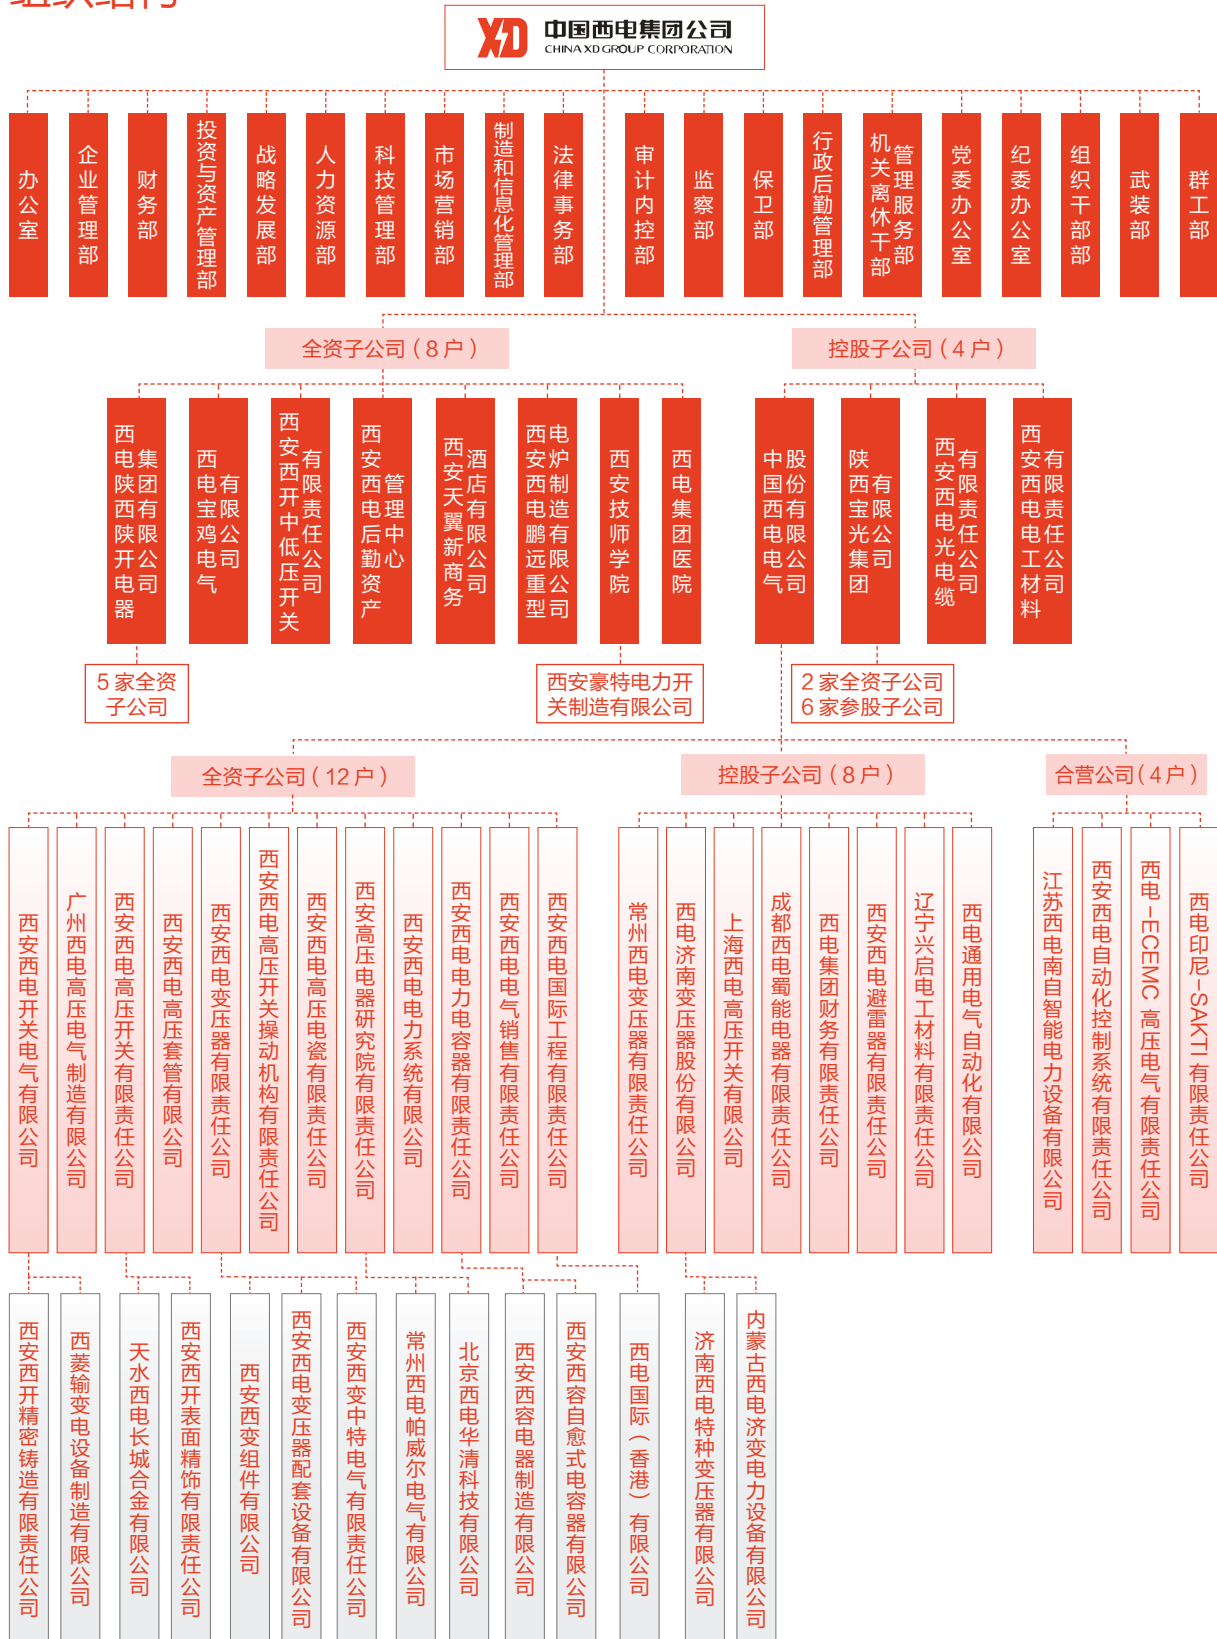 组织结构
XD 中国西电集团公司
CHINA XD GROUP CORPORATION
办公室
企业管理部
财务部
投资与资产管理部
战略发展部
人力资源部
科技管理部
市场营销部
制造和信息化管理部
法律事务部
审计内控部
监察部
保卫部
行政后勤管理部
机关离休干部
管理服务部
党委办公室
纪委办公室
组织干部部
武装部
群工部
全资子公司（8 户）
控股子公司（4 户）
西电陕西陕开电器
集团有限公司
西电宝鸡电气
有限公司
西安西开中低压开关
有限责任公司
西安西电后勤资产
管理中心
西安天翼新商务
酒店有限公司
西安西电鹏远重型
电炉制造有限公司
西安技师学院
西电集团医院
中国西电电气
股份有限公司
陕西宝光集团
有限公司
西安西电光电缆
有限责任公司
西安西电电工材料
有限责任公司
5 家全资
子公司
西安豪特电力开
关制造有限公司
2 家全资子公司
6 家参股子公司
全资子公司（12 户）
控股子公司（8 户）
合营公司（4 户）
西安西电开关电气有限公司
广州西电高压电气制造有限公司
西安西电高压开关有限责任公司
西安西电高压套管有限公司
西安西电变压器有限责任公司
西安西电高压开关操动机构有限责任公司
西安西电高压电瓷有限责任公司
西安高压电器研究院有限责任公司
西安西电电力系统有限公司
西安西电电力电容器有限责任公司
西安西电电气销售有限责任公司
西安西电国际工程有限责任公司
常州西电变压器有限责任公司
西电济南变压器股份有限公司
上海西电高压开关有限公司
成都西电蜀能电器有限责任公司
西电集团财务有限责任公司
西安西电避雷器有限责任公司
辽宁兴启电工材料有限责任公司
西电通用电气自动化有限公司
江苏西电南自智能电力设备有限公司
西安西电自动化控制系统有限责任公司
西电–ECEMC 高压电气有限责任公司
西电印尼–SAKTI 有限责任公司
西安西开精密铸造有限责任公司
西菱输变电设备制造有限公司
天水西电长城合金有限公司
西安西开表面精饰有限责任公司
西安西变组件有限公司
西安西电变压器配套设备有限公司
西安西变中特电气有限责任公司
常州西电帕威尔电气有限公司
北京西电华清科技有限公司
西安西容电器制造有限公司
西安西容自愈式电容器有限公司
西电国际（香港）有限公司
济南西电特种变压器有限公司
内蒙古西电济变电力设备有限公司